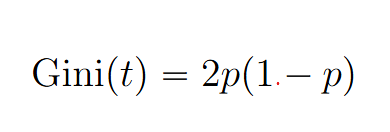 Gini(t) = 2p(1 − p)